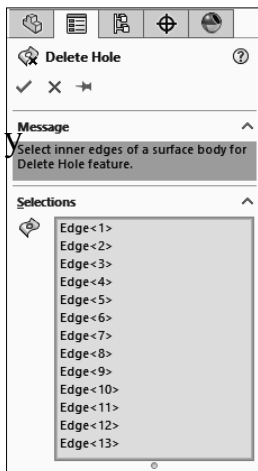 Delete Hole
?
Message
y
Select inner edges of a surface body for
Delete Hole feature.
Selections
Edge<1>
Edge<2>
Edge<3>
Edge<4>
Edge<5>
Edge<6>
Edge<7>
Edge<8>
Edge<9>
Edge<10>
Edge<11>
Edge<12>
Edge<13>